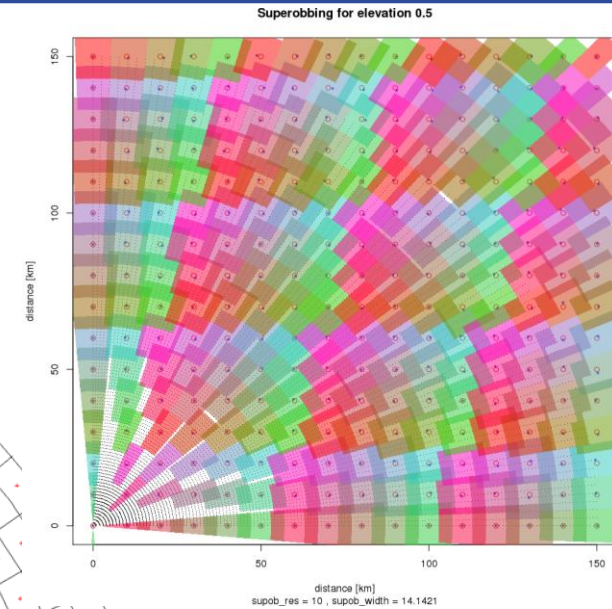 Superobbing for elevation 0.5
150
100
50
0
distance [km]
0 50 100 150
distance [km]
supob_res = 10 , supob_width = 14.1421